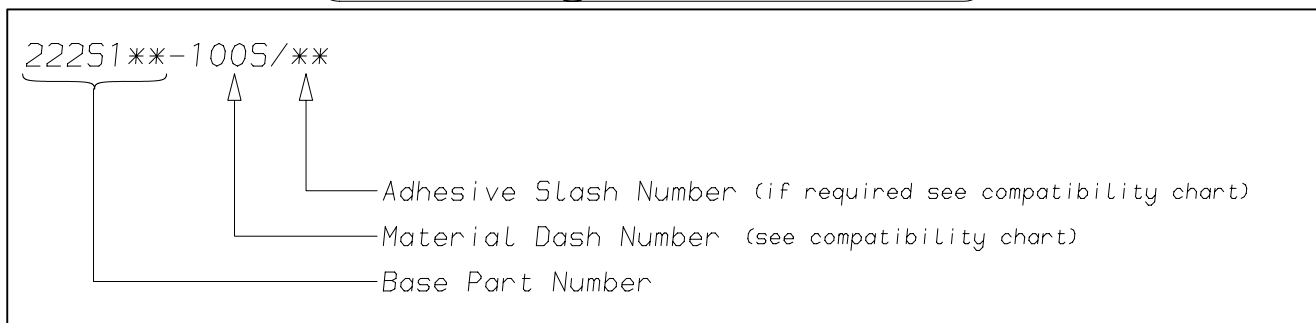 222S1**-100S/**
Adhesive Slash Number (if required see compatibility chart)
Material Dash Number (see compatibility chart)
Base Part Number